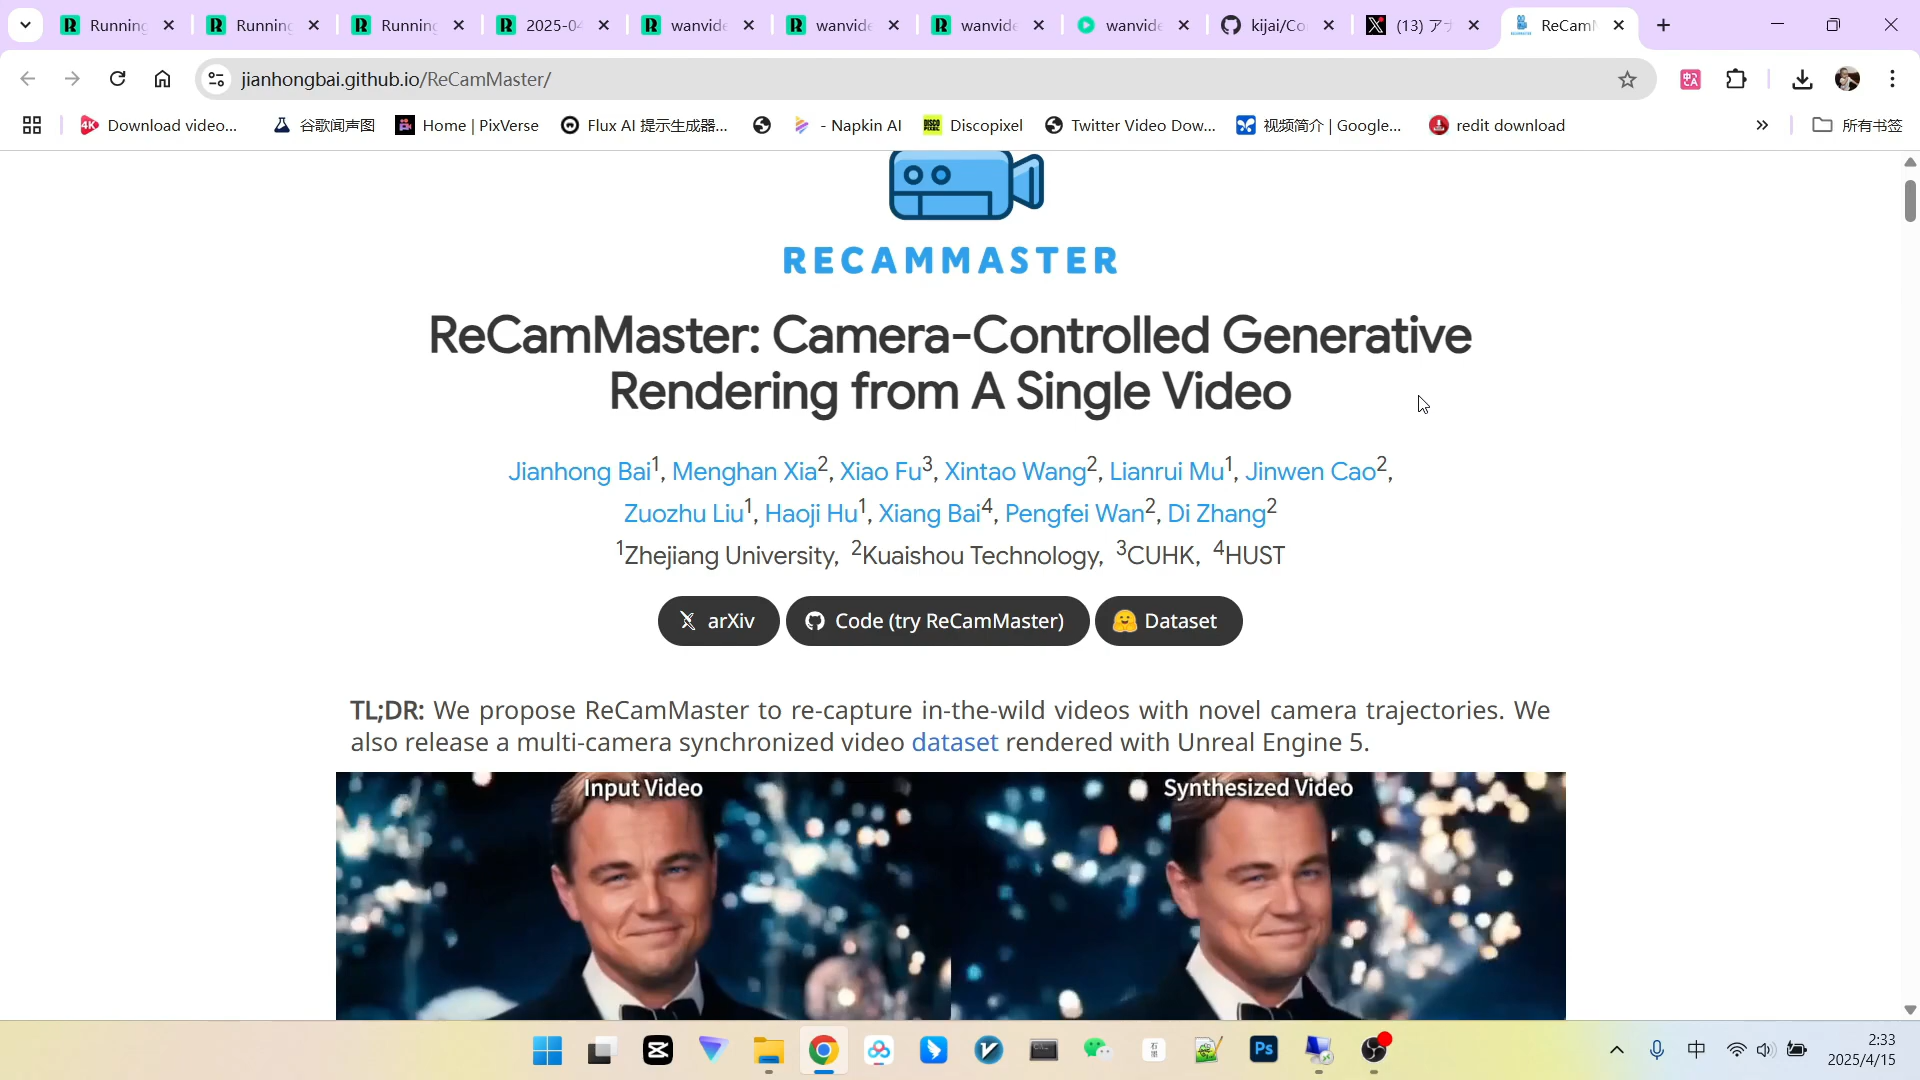 Running
Running
Running
2025-04
wanvide
wanvide
wanvide
wanvide
kijai/Co
(13) アナ
ReCamM
jianhongbai.github.io/ReCamMaster/
Download video...
谷歌闻声图
Home | PixVerse
Flux AI 提示生成器...
- Napkin AI
Discopixel
Twitter Video Dow...
视频简介 | Google...
redit download
所有书签
RECAMMASTER
ReCamMaster: Camera-Controlled Generative
Rendering from A Single Video
Jianhong Bai1, Menghan Xia2, Xiao Fu3, Xintao Wang2, Lianrui Mu1, Jinwen Cao2,
Zuozhu Liu1, Haoji Hu1, Xiang Bai4, Pengfei Wan2, Di Zhang2
1Zhejiang University, 2Kuaishou Technology, 3CUHK, 4HUST
arXiv
Code (try ReCamMaster)
Dataset
TL;DR: We propose ReCamMaster to re-capture in-the-wild videos with novel camera trajectories. We
also release a multi-camera synchronized video dataset rendered with Unreal Engine 5.
Input Video
Synthesized Video
Ps
中
2:33
2025/4/15